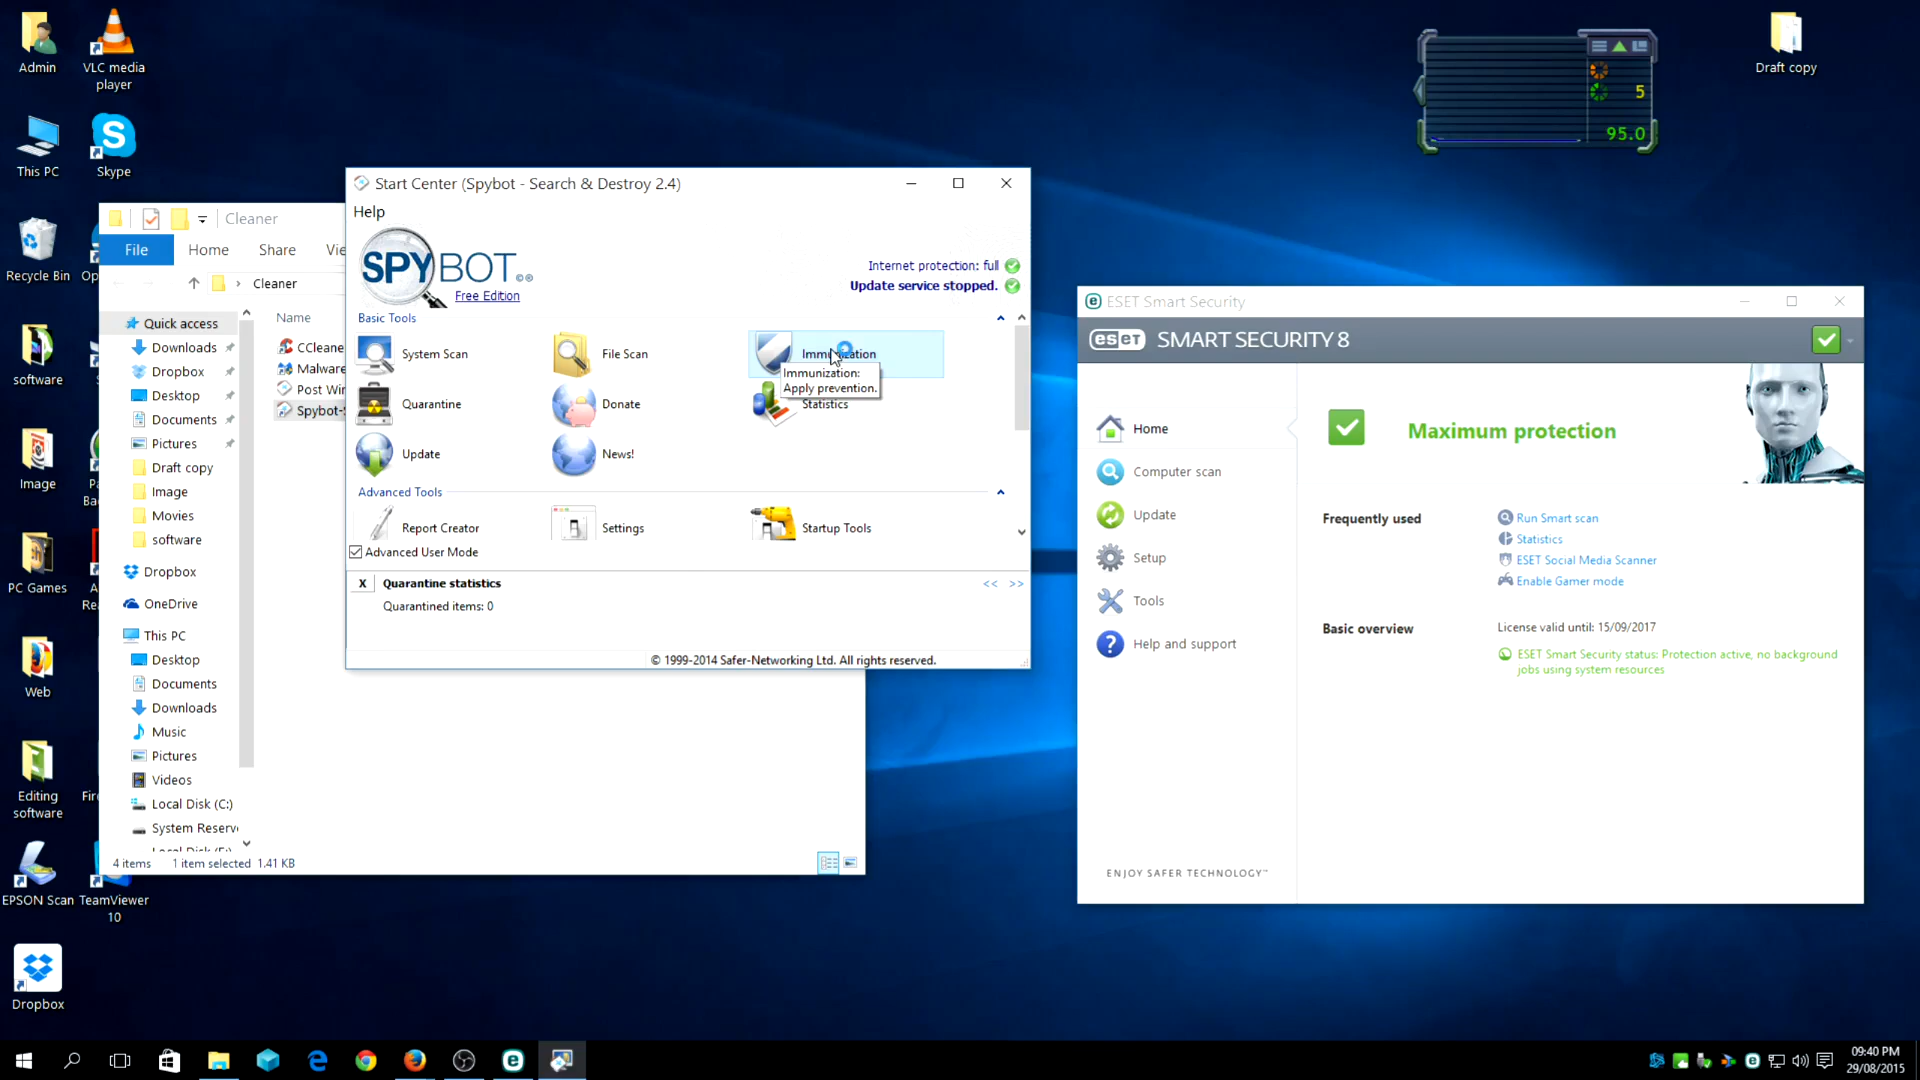 Admin
VLC media
player
This PC
Skype
Recycle Bin
Op
software
Image
PC Games
Web
Editing
software
EPSON Scan
TeamViewer
10
Dropbox
Draft copy
5
95.0
Cleaner
File
Home
Share
Cleaner
Quick access
Downloads
Dropbox
Desktop
Documents
Pictures
Draft copy
Image
Movies
software
Dropbox
OneDrive
This PC
Desktop
Documents
Downloads
Music
Pictures
Videos
Local Disk (C:)
System Reserv
Name
CCleane
Malware
Post Win
Spybot-
4 items
1 item selected 1.41 KB
Start Center (Spybot - Search & Destroy 2.4)
Help
SPYBOT
Free Edition
Internet protection: full
Update service stopped.
Basic Tools
System Scan
File Scan
Immunization
Immunization:
Apply prevention.
Quarantine
Donate
Statistics
Update
News!
Advanced Tools
Report Creator
Settings
Startup Tools
Advanced User Mode
X
Quarantine statistics
<< >>
Quarantined items: 0
© 1999-2014 Safer-Networking Ltd. All rights reserved.
ESET Smart Security
eset SMART SECURITY 8
Home
Computer scan
Update
Setup
Tools
Help and support
ENJOY SAFER TECHNOLOGY™
Maximum protection
Frequently used
Run Smart scan
Statistics
ESET Social Media Scanner
Enable Gamer mode
Basic overview
License valid until: 15/09/2017
ESET Smart Security status: Protection active, no background
jobs using system resources
09:40 PM
29/08/2015